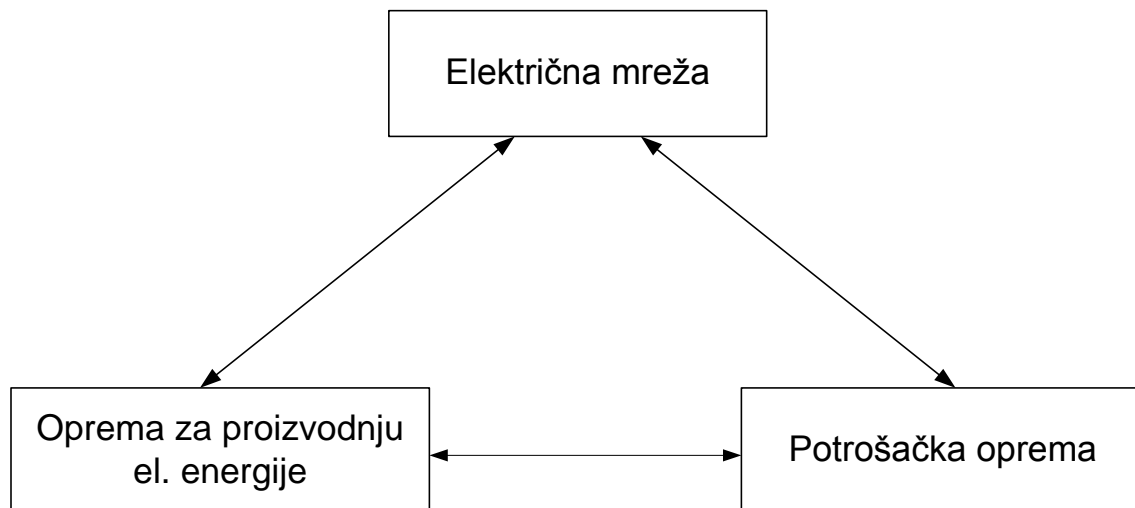 Električna mreža
Oprema za proizvodnju
el. energije
Potrošačka oprema